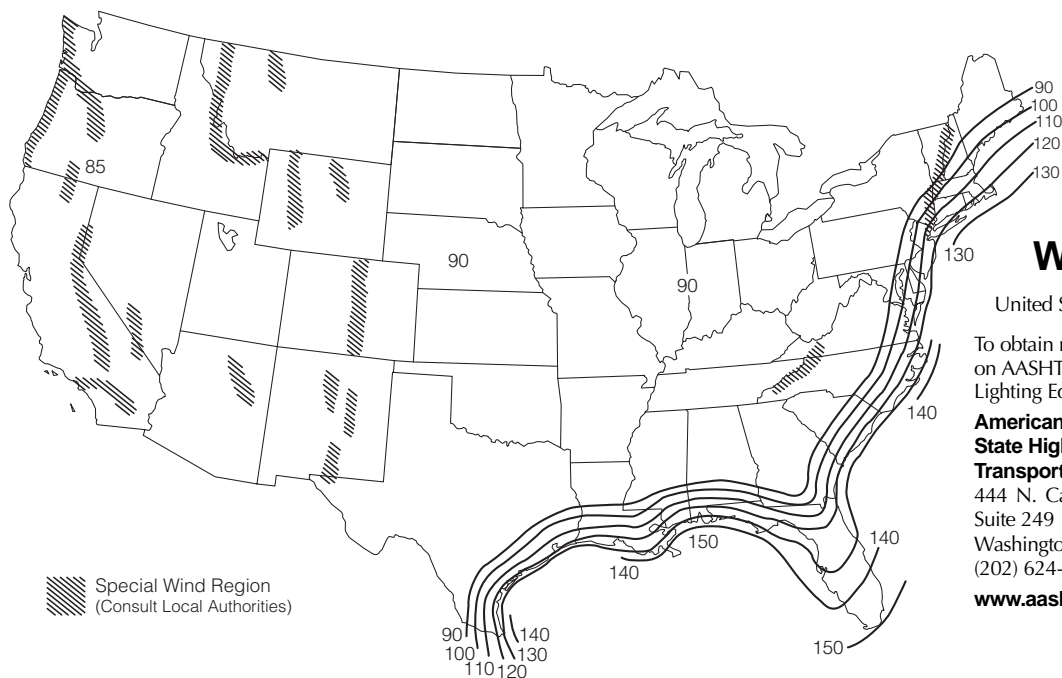 90
100
110
120
130
130
85
90
90
W
United S
To obtain
on AASHT
Lighting Ec
American
State High
Transport
444 N. Ca
Suite 249
Washington
(202) 624-
www.aash
140
150
140
140
150
Special Wind Region
(Consult Local Authorities)
90
100
110
120
130
140